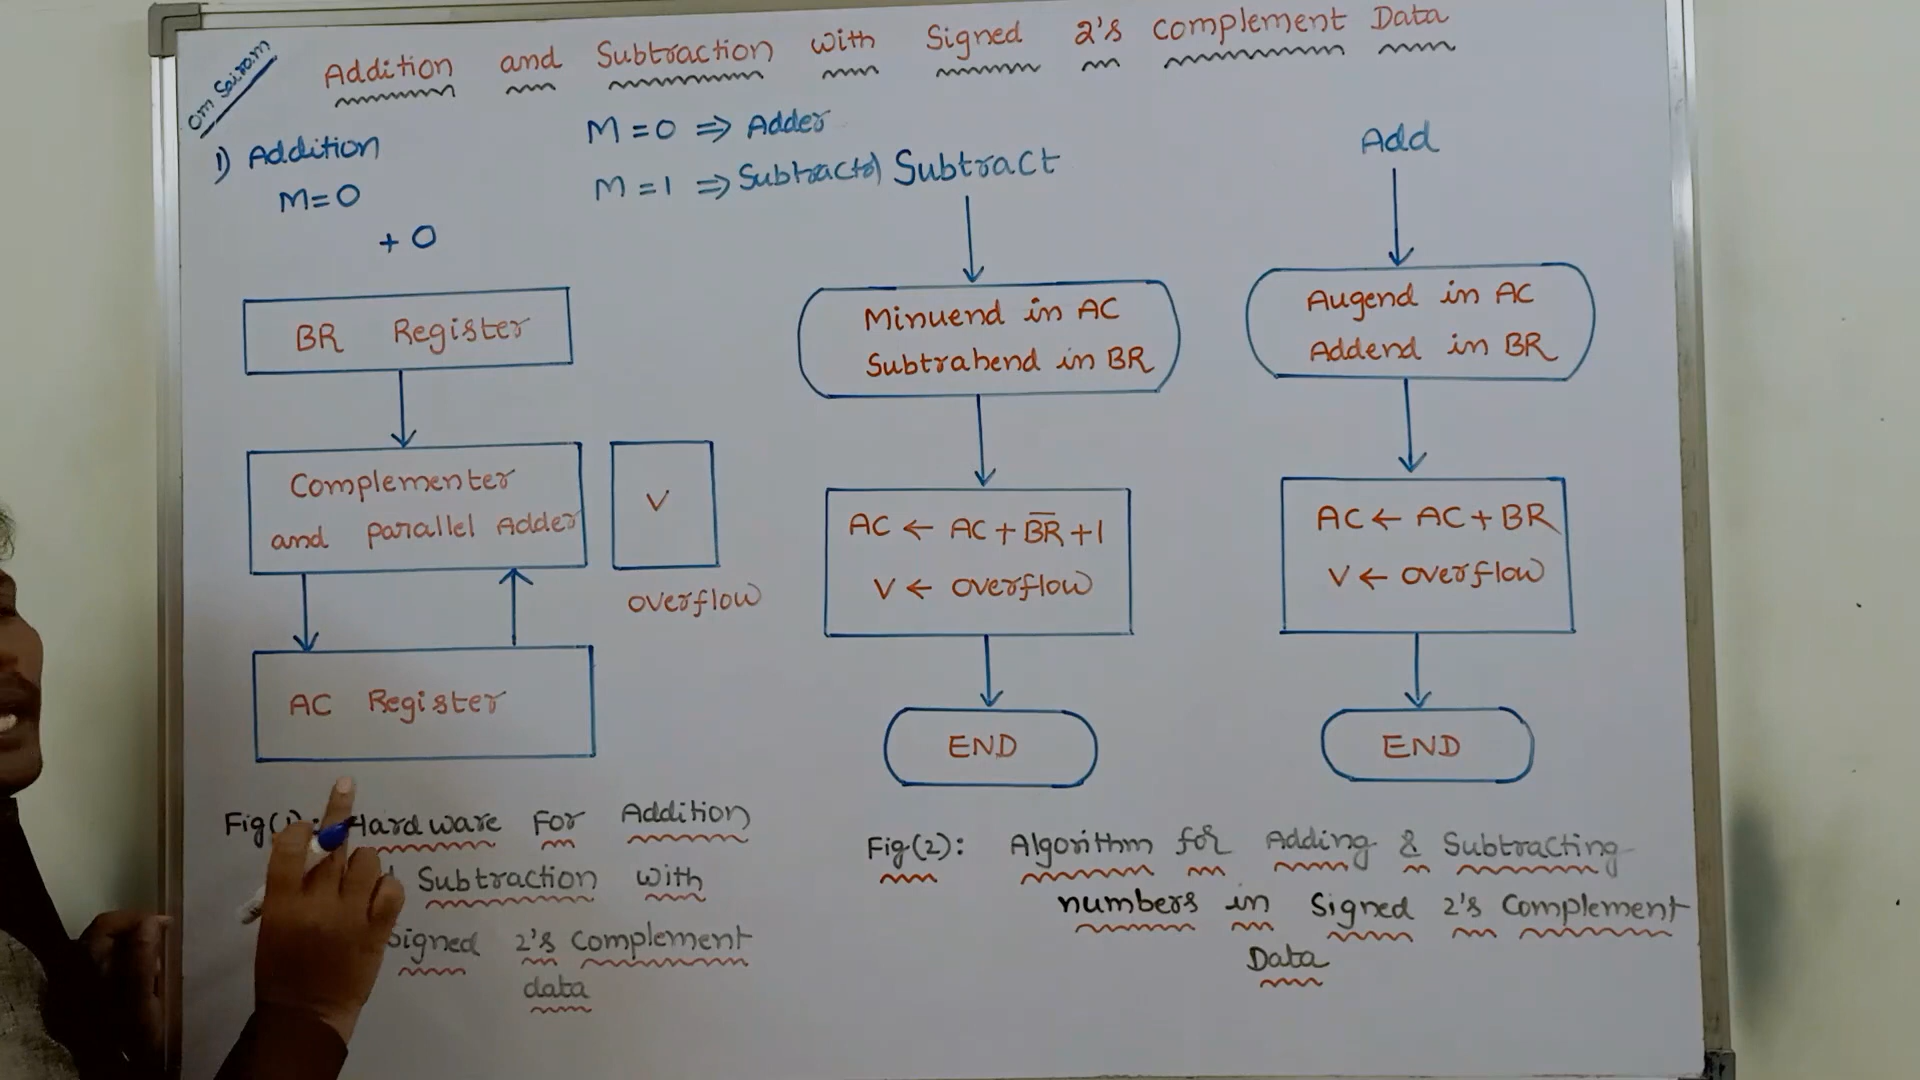 Om Sairam
Addition and Subtraction with Signed 2's complement Data
1) Addition
M=0
+0
M=0 ⇒ Adder
M=1 ⇒ Subtractor
BR Register
Complementer
and parallel Adder
V
overflow
AC Register
Fig(1): Hardware For Addition
Subtraction with
Signed 2's complement
data
Subtract
Minuend in AC
Subtrahend in BR
AC ← AC + B̅R̅ + 1
V ← overflow
END
Add
Augend in AC
Addend in BR
AC ← AC + BR
V ← overflow
END
Fig(2): Algorithm for Adding & Subtracting
numbers in Signed 2's Complement
Data